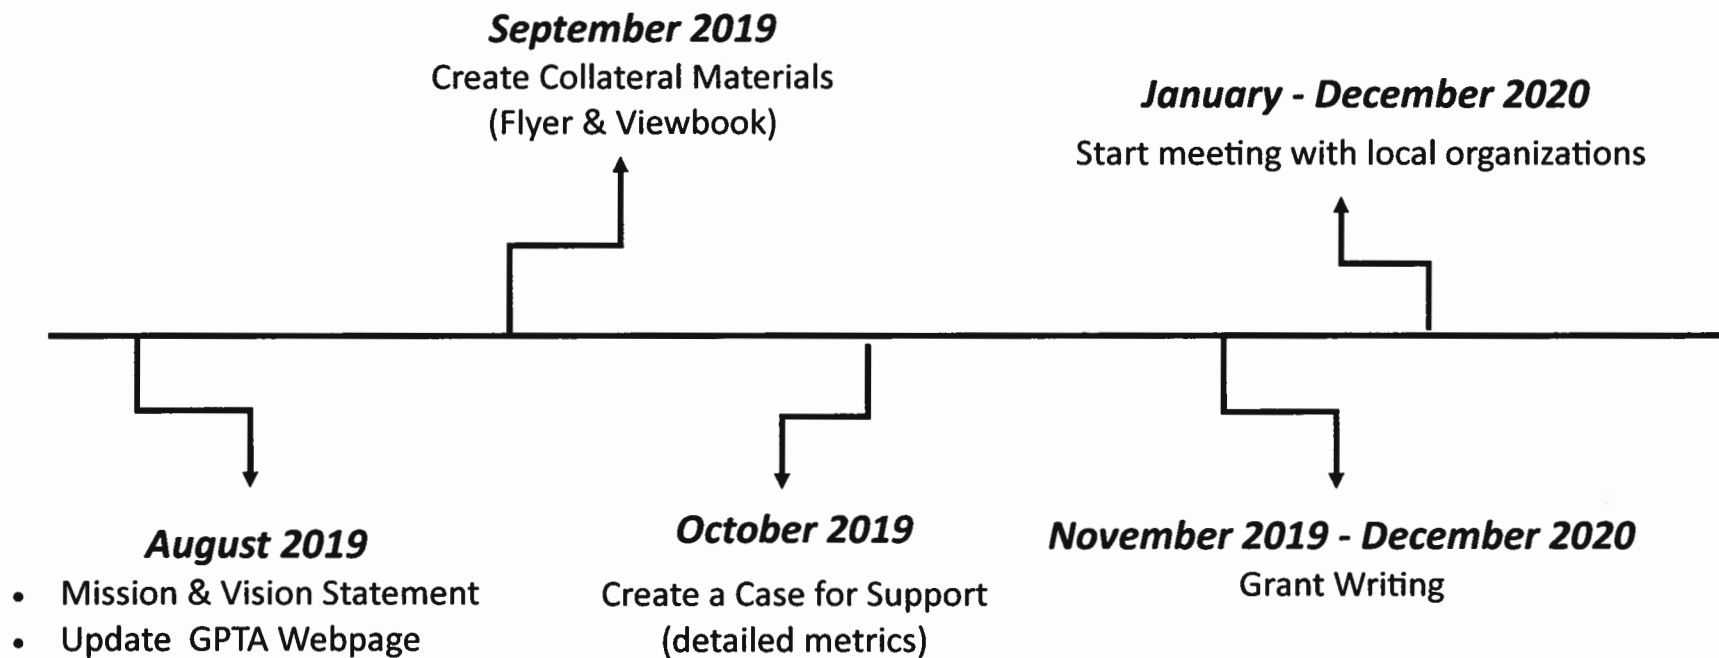 September 2019
Create Collateral Materials
(Flyer & Viewbook)
January - December 2020
Start meeting with local organizations
August 2019
• Mission & Vision Statement
• Update GPTA Webpage
October 2019
Create a Case for Support
(detailed metrics)
November 2019 - December 2020
Grant Writing